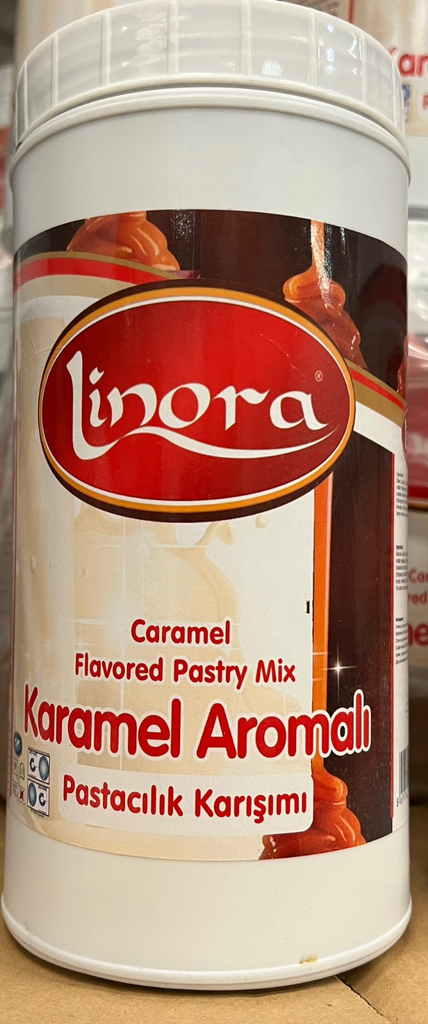 Linora
®
Caramel
Flavored Pastry Mix
Karamel Aromalı
Pastacılık Karışımı